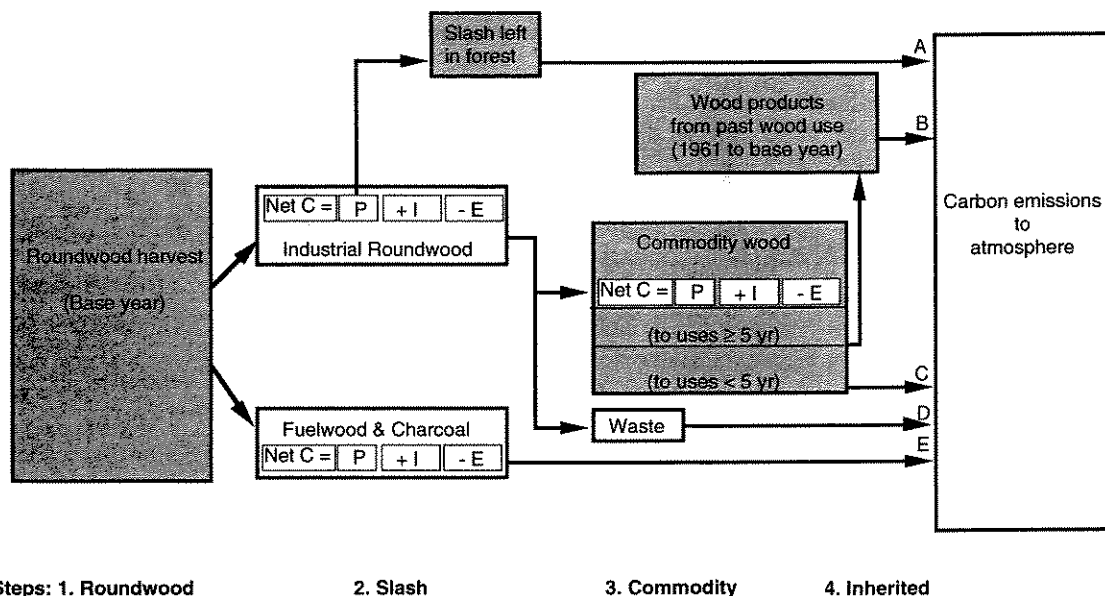 Slash left
in forest
A
Wood products
from past wood use
(1961 to base year)
B
Roundwood harvest
(Base year)
Net C = P + I - E
Industrial Roundwood
Commodity wood
Net C = P + I - E
(to uses ≥ 5 yr)
(to uses < 5 yr)
C
Carbon emissions
to
atmosphere
Fuelwood & Charcoal
Net C = P + I - E
Waste
D
E
Steps: 1. Roundwood 2. Slash 3. Commodity 4. Inherited